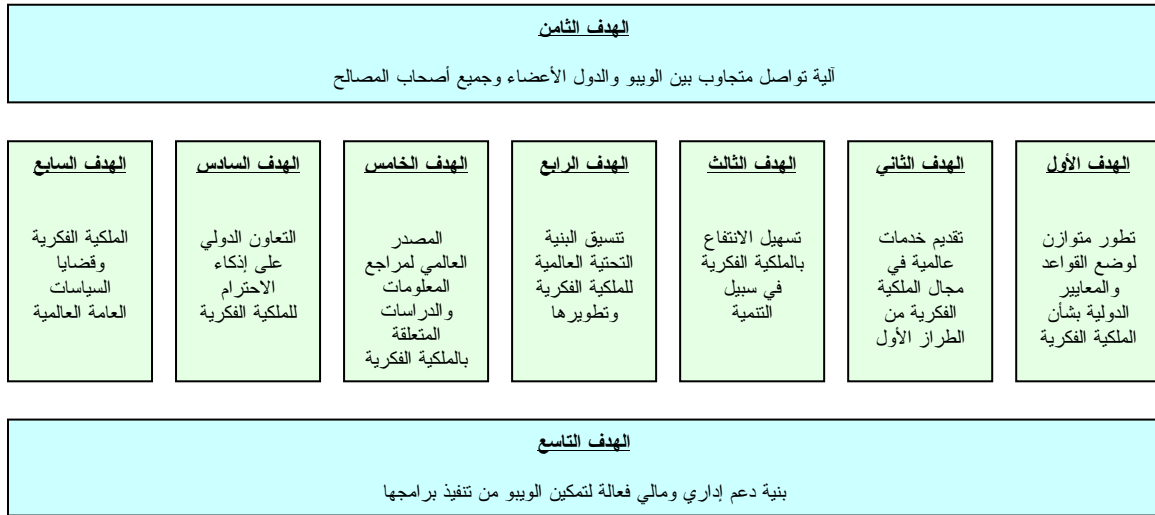 الهدف الثامن
آلية تواصل متجاوب بين الويبو والدول الأعضاء وجميع أصحاب المصالح
الهدف الأول
تطور متوازن
لوضع القواعد
والمعايير
الدولية بشأن
الملكية الفكرية
الهدف الثاني
تقديم خدمات
عالمية في
مجال الملكية
الفكرية من
الطراز الأول
الهدف الثالث
تسهيل الانتفاع
بالملكية الفكرية
في سبيل
التنمية
الهدف الرابع
تنسيق البنية
التحتية العالمية
للملكية الفكرية
وتطويرها
الهدف الخامس
المصدر
العالمي لمراجع
المعلومات
والدراسات
المتعلقة
بالملكية الفكرية
الهدف السادس
التعاون الدولي
على إذكاء
الاحترام
للملكية الفكرية
الهدف السابع
الملكية الفكرية
وقضايا
السياسات
العامة العالمية
الهدف التاسع
بنية دعم إداري ومالي فعالة لتمكين الويبو من تنفيذ برامجها